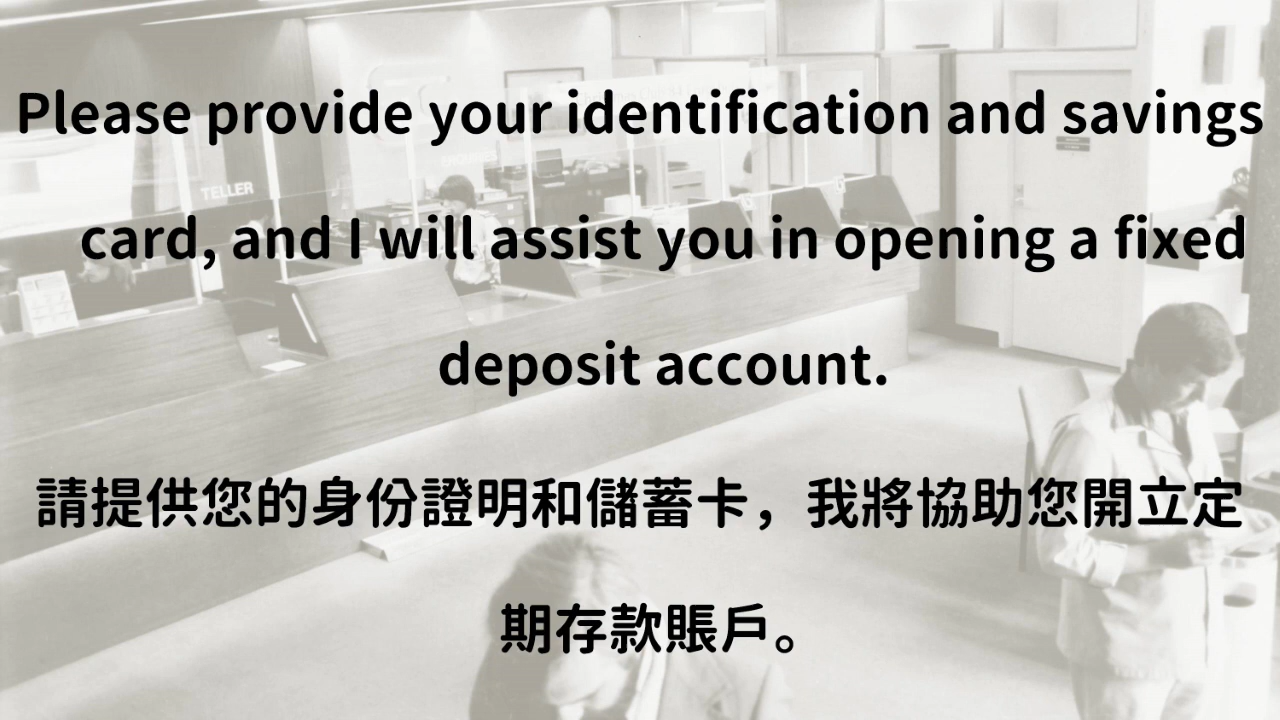 Please provide your identification and savings
TELLER
card, and I will assist you in opening a fixed
deposit account.
請提供您的身份證明和儲蓄卡，我將協助您開立定
期存款賬戶。